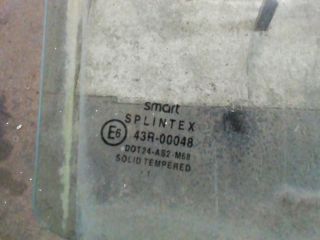 smart
SPLINTEX
E6 43R-00048
DOT24-AS2-M68
SOLID TEMPERED